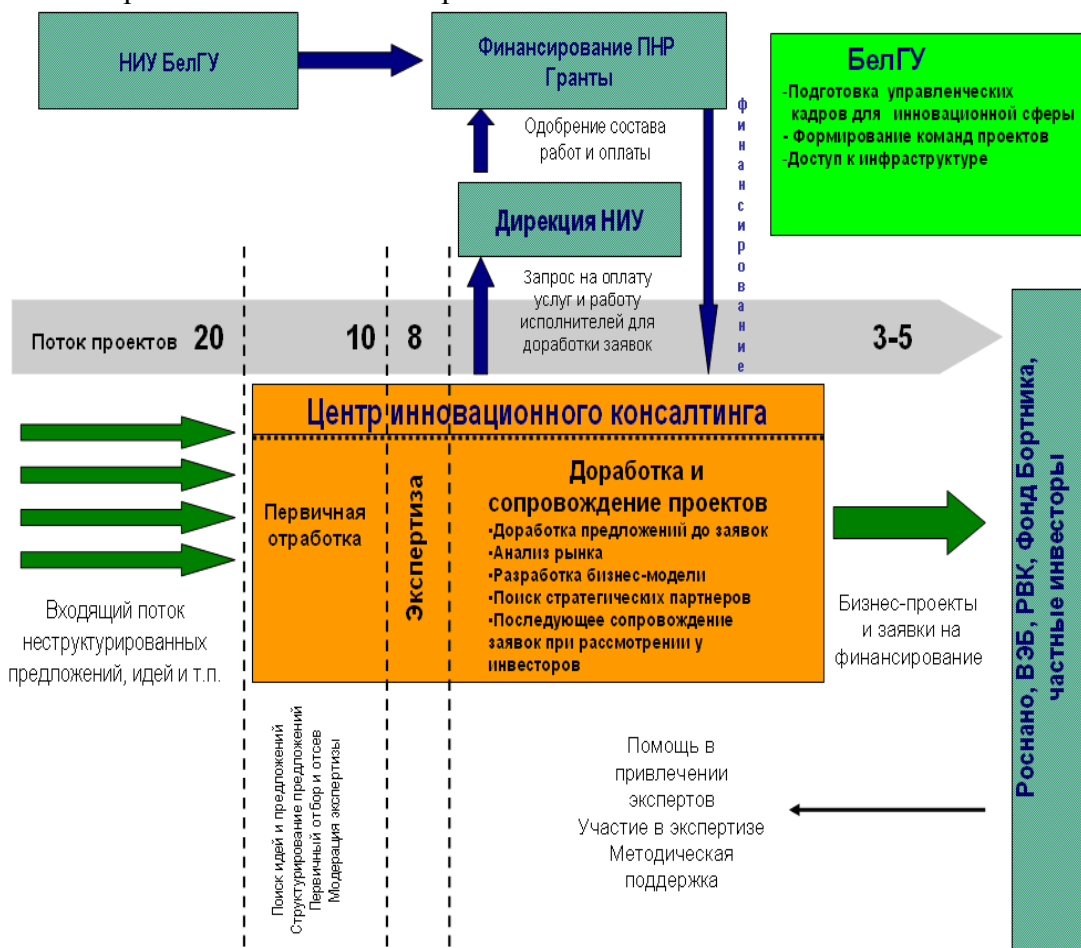 НИУ БелГУ
Финансирование ПНР
Гранты
БелГУ
-Подготовка управленческих
кадров для инновационной сферы
- Формирование команд проектов
-Доступ к инфраструктуре
финансирование
Одобрение состава
работ и оплаты
Дирекция НИУ
Запрос на оплату
услуг и работу
исполнителей для
доработки заявок
Поток проектов 20
10
8
3-5
Центр инновационного консалтинга
Первичная
отработка
Экспертиза
Доработка и
сопровождение проектов
•Доработка предложений до заявок
•Анализ рынка
•Разработка бизнес-модели
•Поиск стратегических партнеров
•Последующее сопровождение
заявок при рассмотрении у
инвесторов
Входящий поток
неструктурированных
предложений, идей и т.п.
Бизнес-проекты
и заявки на
финансирование
Роснано, ВЭБ, РВК, Фонд Бортника,
частные инвесторы
Поиск идей и предложений
Структурирование предложений
Первичный отбор и отсев
Модерация экспертизы
Помощь в
привлечении
экспертов
Участие в экспертизе
Методическая
поддержка